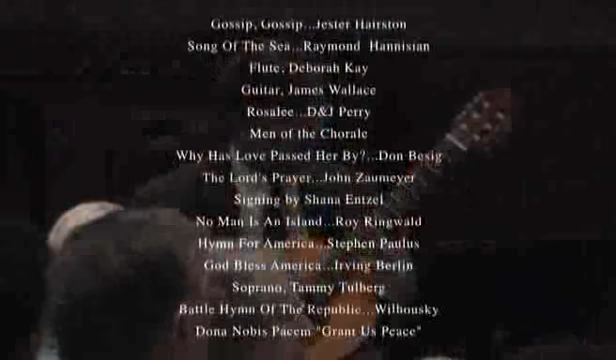 Gossip, Gossip...Jester Hairston
Song Of The Sea...Raymond Hannisian
Flute, Deborah Kay
Guitar, James Wallace
Rosalee...D&J Perry
Men of the Chorale
Why Has Love Passed Her By?...Don Besig
The Lord's Prayer...John Zaumeyer
Signing by Shana Entzel
No Man Is An Island...Roy Ringwald
Hymn For America...Stephen Paulus
God Bless America...Irving Berlin
Soprano, Tammy Tulberg
Battle Hymn Of The Republic...Wilhousky
Dona Nobis Pacem "Grant Us Peace"